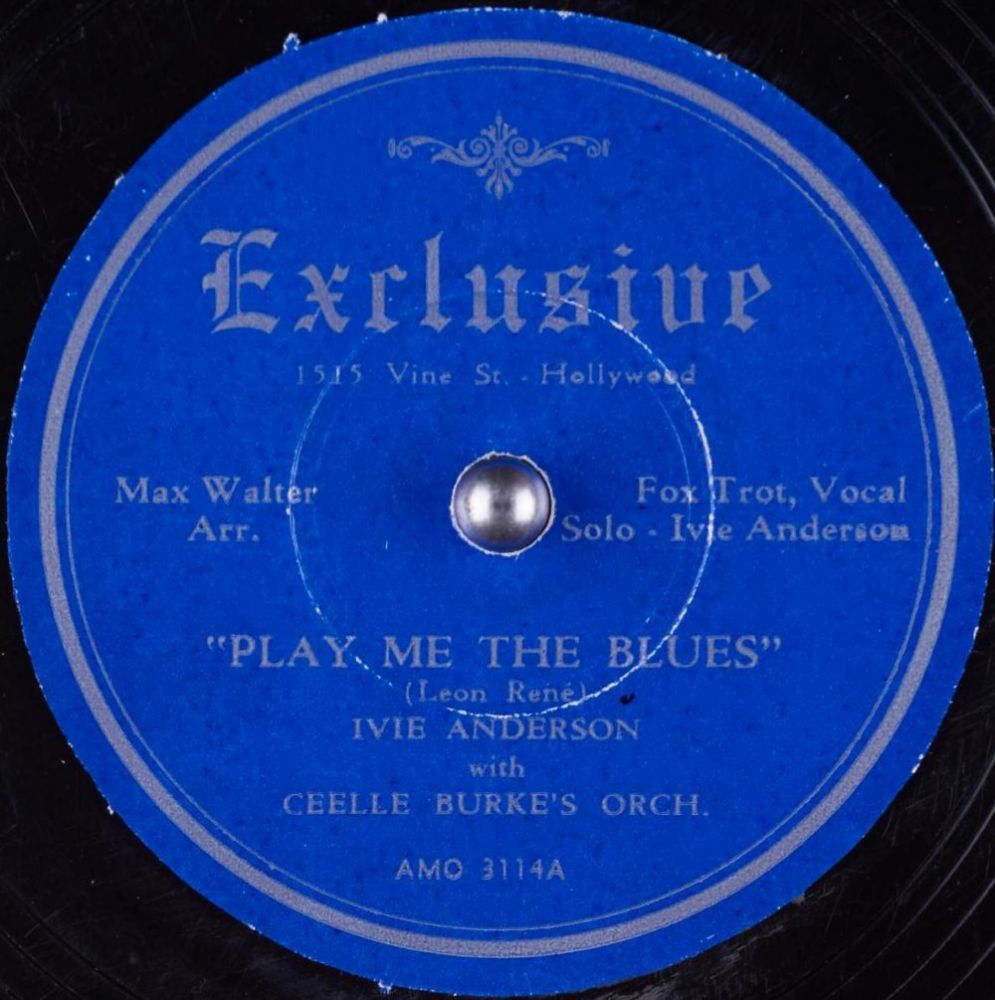 Exclusive
1515 Vine St. - Hollywood
Max Walter
Arr.
Fox Trot, Vocal
Solo - Ivie Anderson
"PLAY ME THE BLUES"
(Leon René)
IVIE ANDERSON
with
CEELLE BURKE'S ORCH.
AMO 3114A